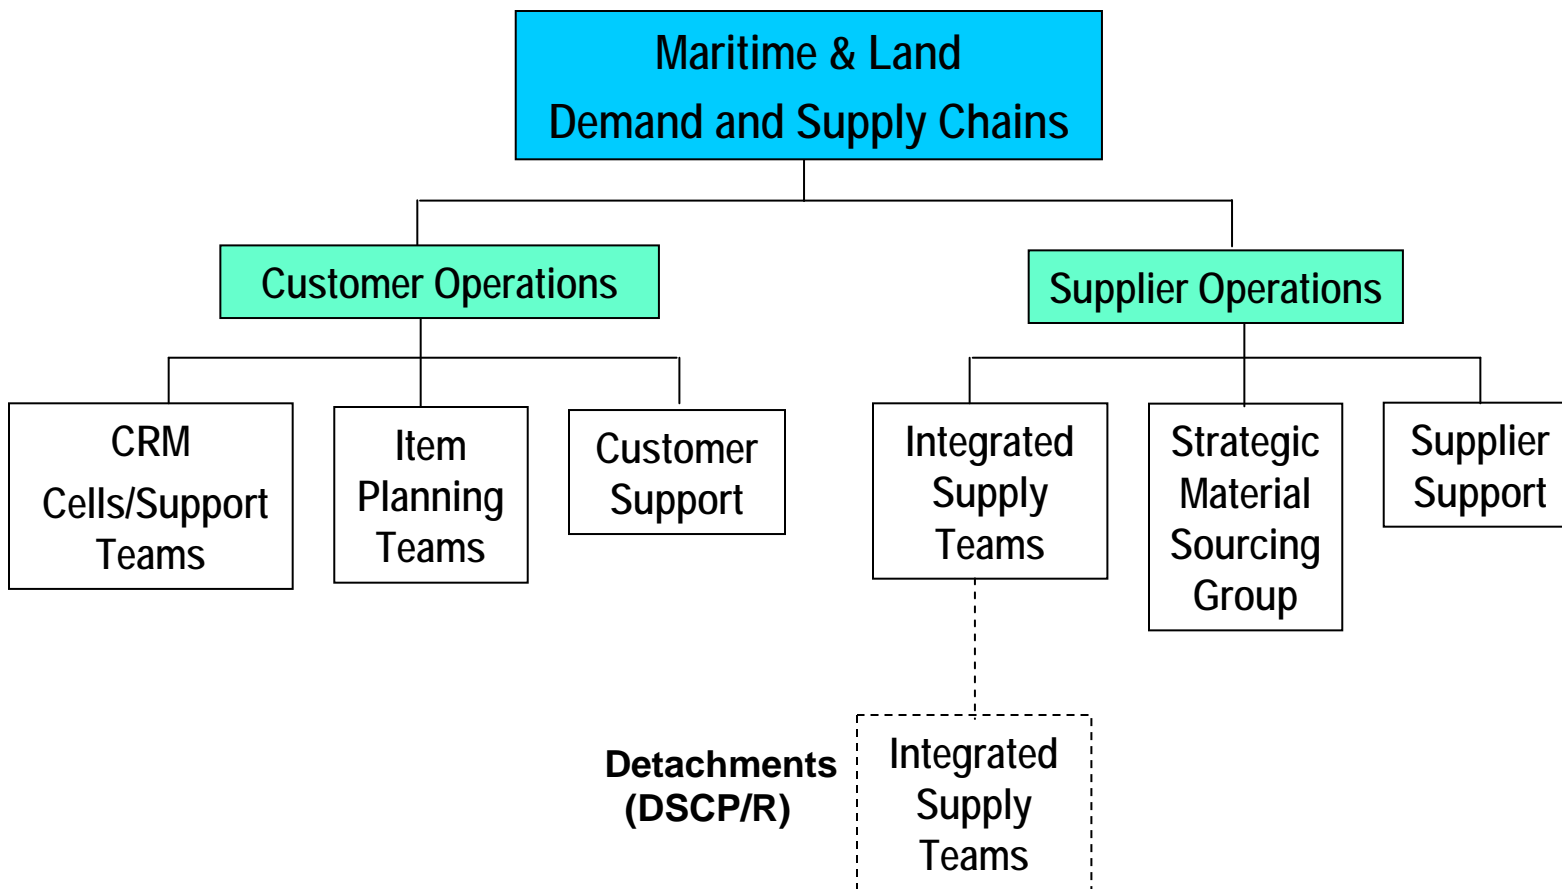 Maritime & Land
Demand and Supply Chains
Customer Operations
Supplier Operations
CRM
Cells/Support
Teams
Item
Planning
Teams
Customer
Support
Integrated
Supply
Teams
Strategic
Material
Sourcing
Group
Supplier
Support
Detachments
(DSCP/R)
Integrated
Supply
Teams